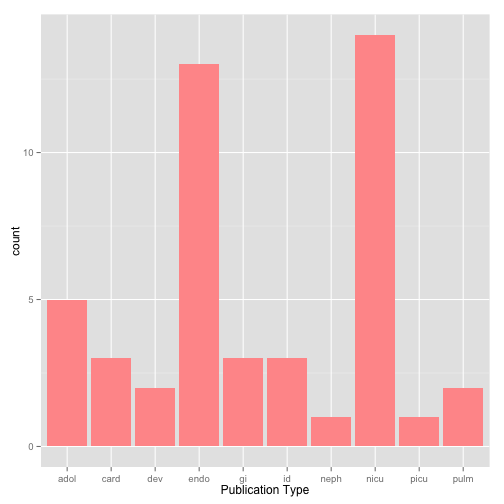 10
5
0
count
adol card dev endo gi id neph nicu picu pulm
Publication Type